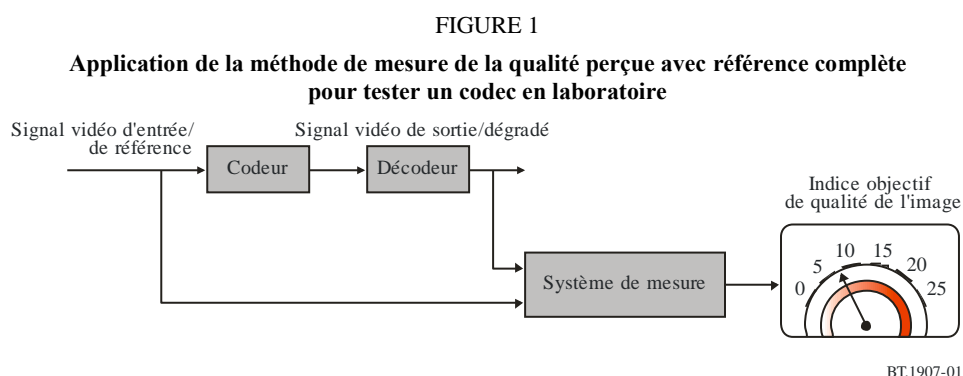 FIGURE 1
Application de la méthode de mesure de la qualité perçue avec référence complète
pour tester un codec en laboratoire
Signal vidéo d'entrée/
de référence
Signal vidéo de sortie/dégradé
Codeur
Décodeur
Indice objectif
de qualité de l'image
Système de mesure
0
5
10
15
20
25
BT.1907-01